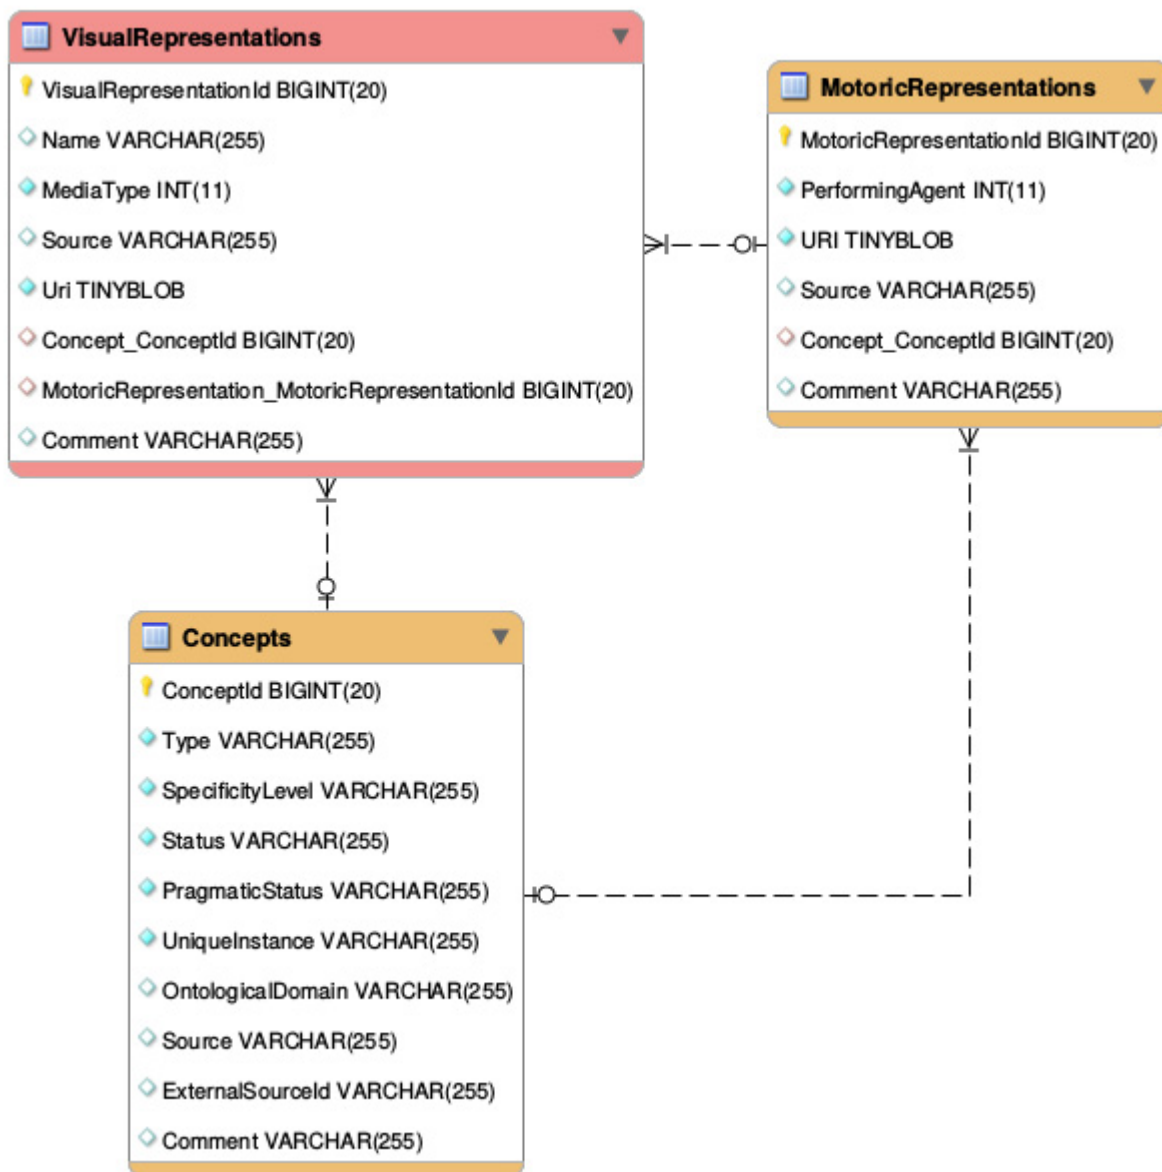 VisualRepresentations
VisualRepresentationId BIGINT(20)
Name VARCHAR(255)
MediaType INT(11)
Source VARCHAR(255)
Uri TINYBLOB
Concept_ConceptId BIGINT(20)
MotoricRepresentation_MotoricRepresentationId BIGINT(20)
Comment VARCHAR(255)
MotoricRepresentations
MotoricRepresentationId BIGINT(20)
PerformingAgent INT(11)
URI TINYBLOB
Source VARCHAR(255)
Concept_ConceptId BIGINT(20)
Comment VARCHAR(255)
Concepts
ConceptId BIGINT(20)
Type VARCHAR(255)
SpecificityLevel VARCHAR(255)
Status VARCHAR(255)
PragmaticStatus VARCHAR(255)
UniqueInstance VARCHAR(255)
OntologicalDomain VARCHAR(255)
Source VARCHAR(255)
ExternalSourceId VARCHAR(255)
Comment VARCHAR(255)